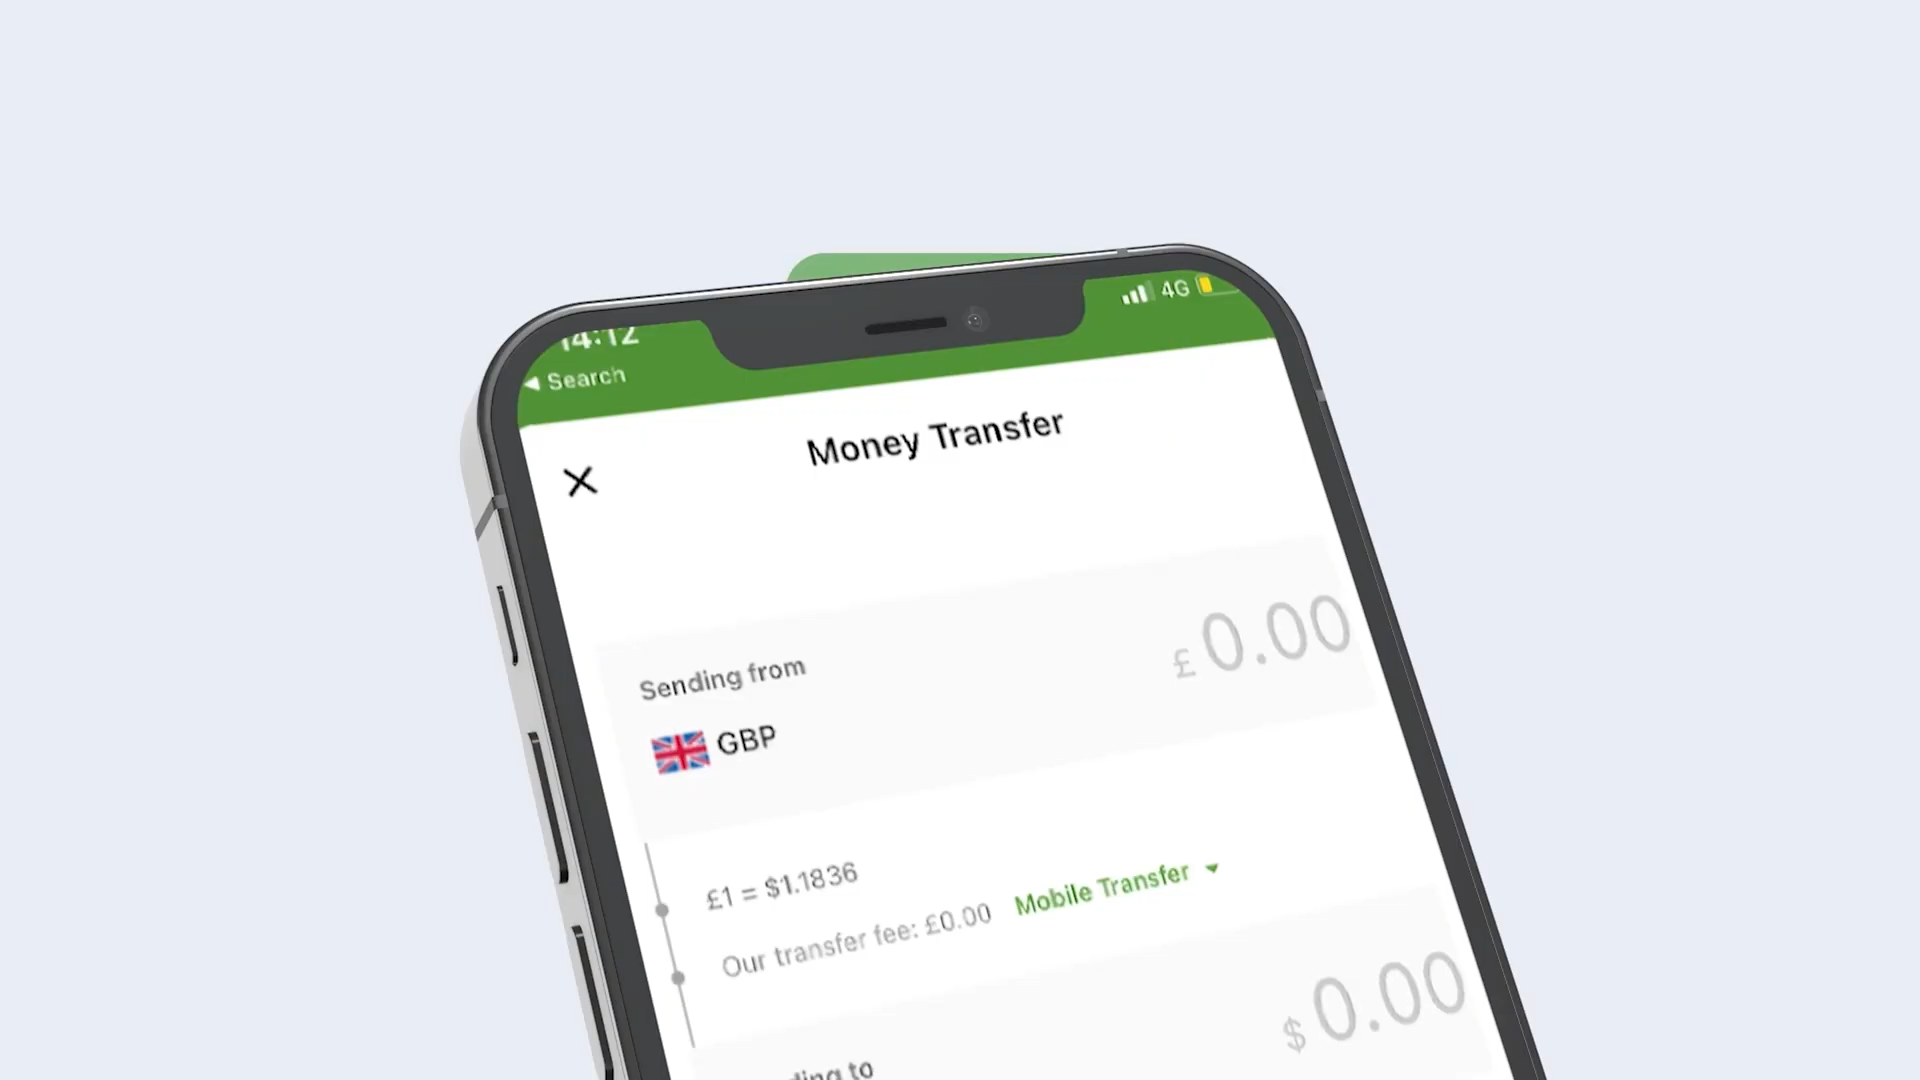 14:12
4G
◀ Search
Money Transfer
Sending from
£ 0.00
GBP
£1 = $1.1836
Our transfer fee: £0.00 Mobile Transfer
$ 0.00
to